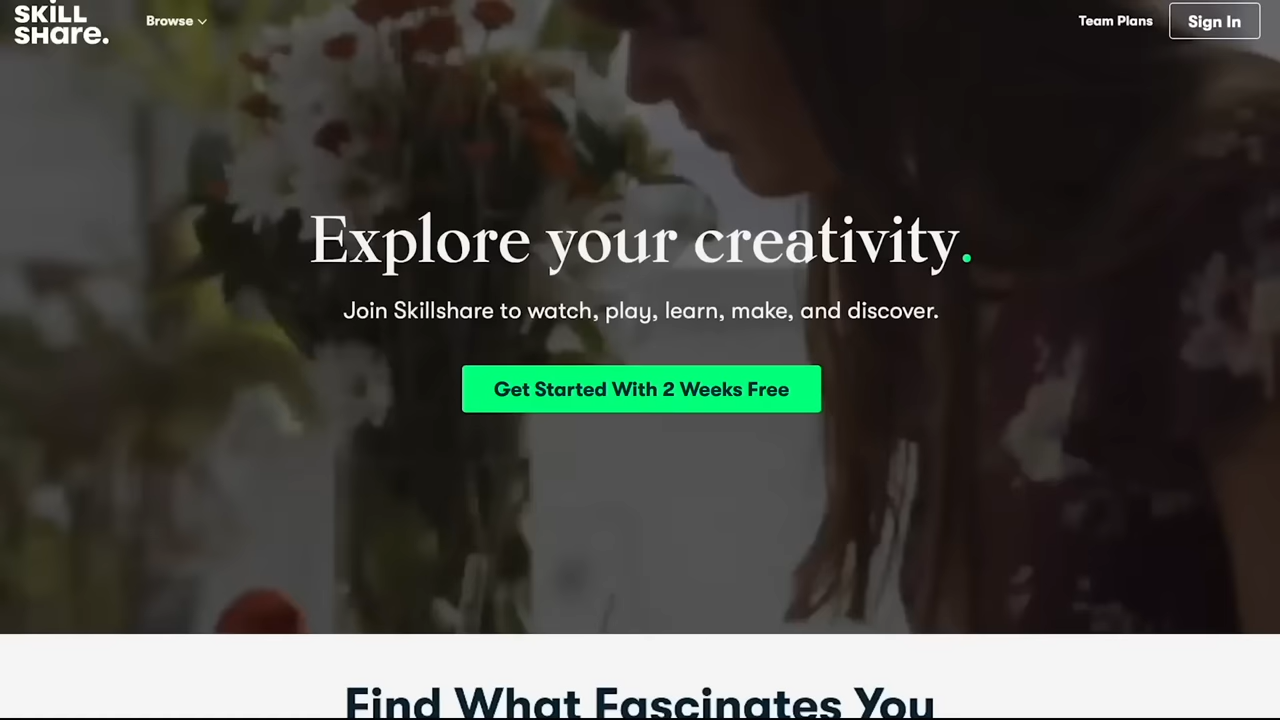 SKILL
SHare.
Browse
Team Plans
Sign In
Explore your creativity.
Join Skillshare to watch, play, learn, make, and discover.
Get Started With 2 Weeks Free
Find What Fascinates You